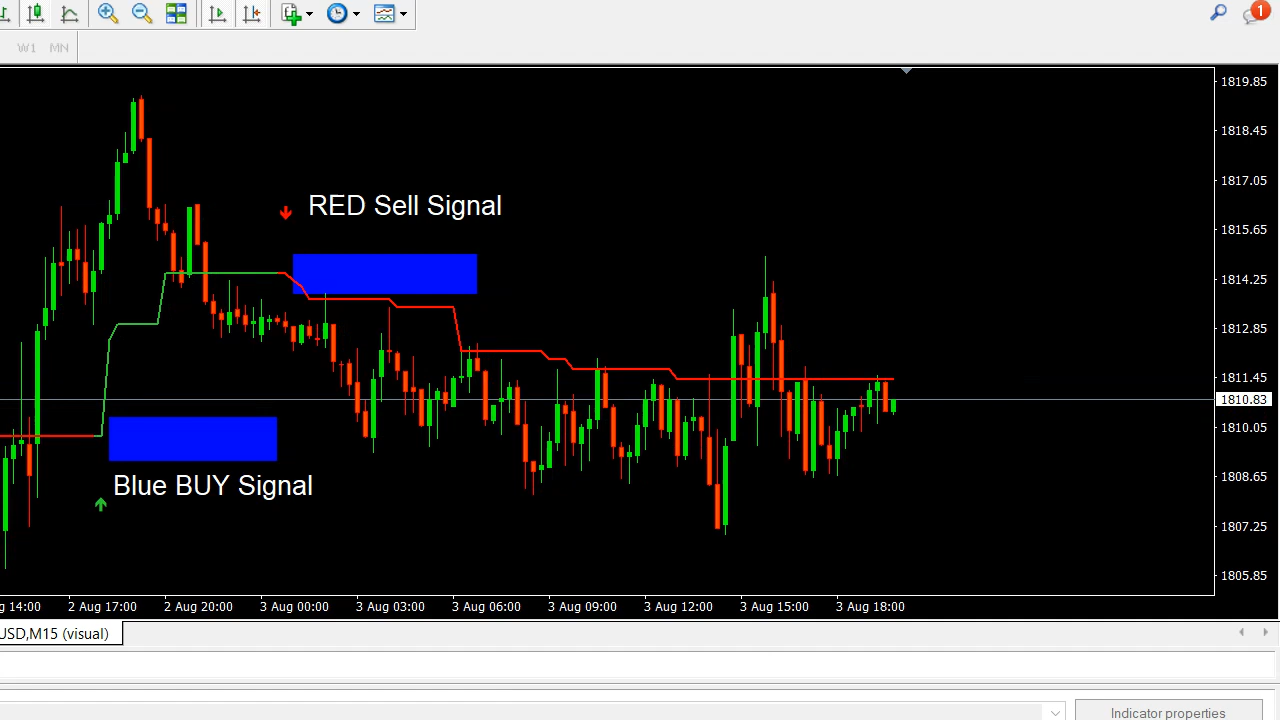 1
W1 MN
1819.85
1818.45
1817.05
RED Sell Signal
1815.65
1814.25
1812.85
1811.45
1810.83
1810.05
1808.65
Blue BUY Signal
1807.25
1805.85
g 14:00 2 Aug 17:00 2 Aug 20:00 3 Aug 00:00 3 Aug 03:00 3 Aug 06:00 3 Aug 09:00 3 Aug 12:00 3 Aug 15:00 3 Aug 18:00
USD,M15 (visual)
Indicator properties